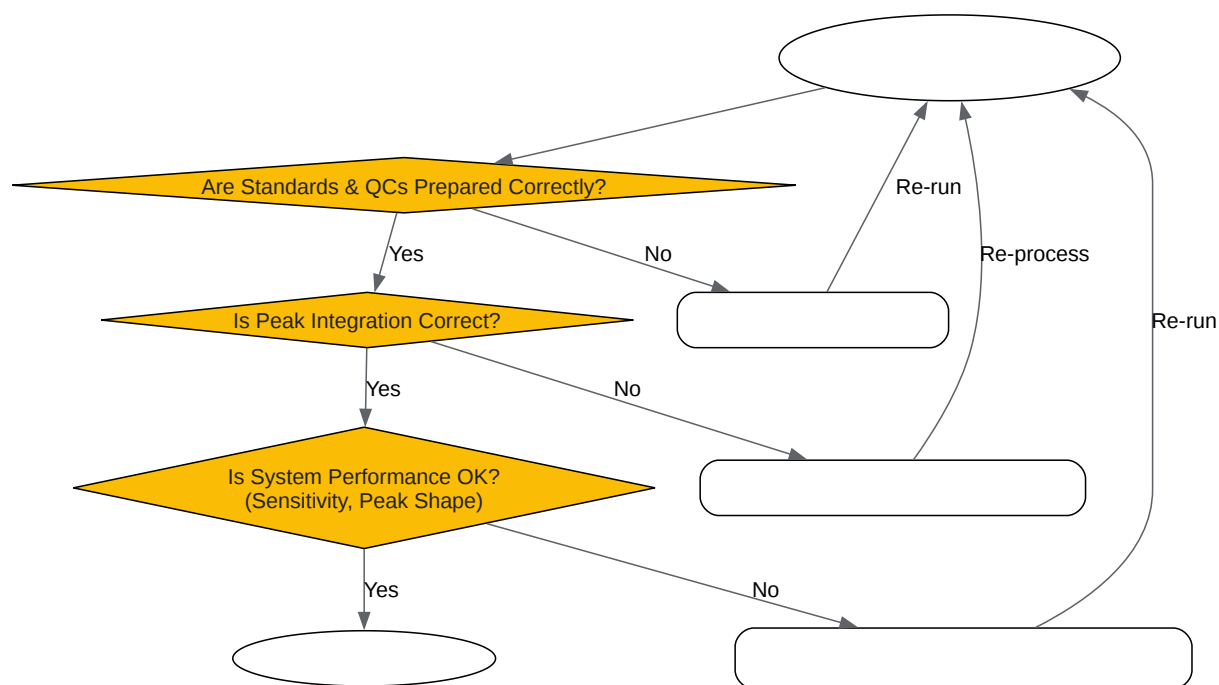 Are Standards & QCs Prepared Correctly?
Re-run
Yes
No
Re-process
Is Peak Integration Correct?
Re-run
Yes
No
Is System Performance OK?
(Sensitivity, Peak Shape)
Yes
No